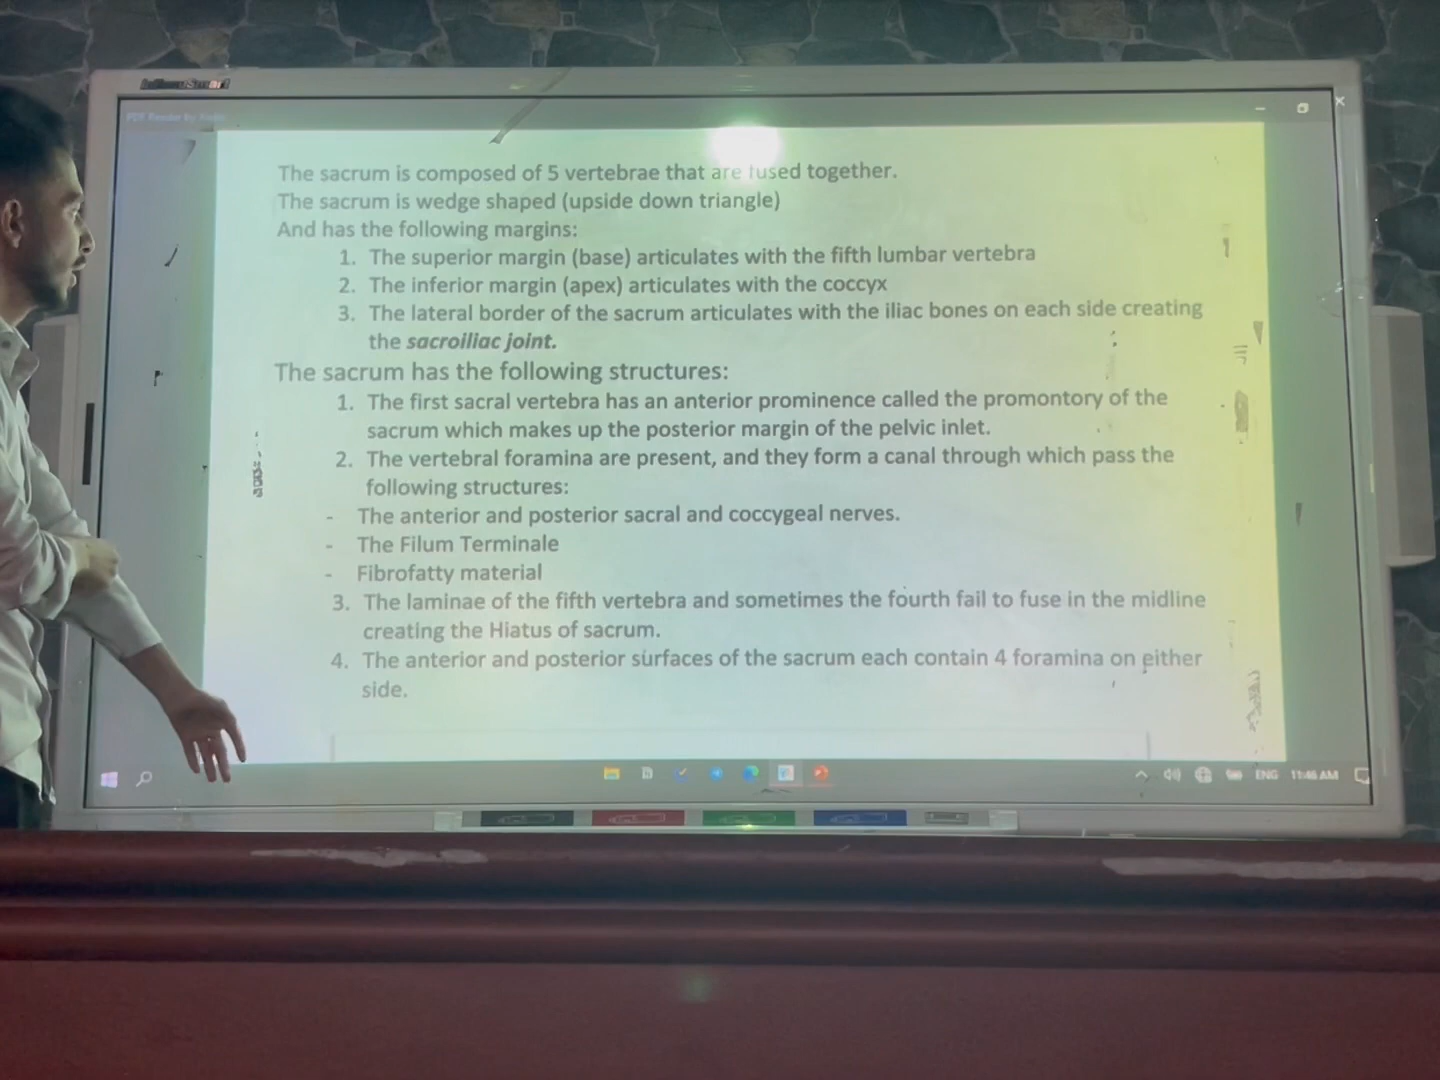 The sacrum is composed of 5 vertebrae that are fused together.
The sacrum is wedge shaped (upside down triangle)
And has the following margins:
1. The superior margin (base) articulates with the fifth lumbar vertebra
2. The inferior margin (apex) articulates with the coccyx
3. The lateral border of the sacrum articulates with the iliac bones on each side creating
the sacroiliac joint.
The sacrum has the following structures:
1. The first sacral vertebra has an anterior prominence called the promontory of the
sacrum which makes up the posterior margin of the pelvic inlet.
2. The vertebral foramina are present, and they form a canal through which pass the
following structures:
- The anterior and posterior sacral and coccygeal nerves.
- The Filum Terminale
- Fibrofatty material
3. The laminae of the fifth vertebra and sometimes the fourth fail to fuse in the midline
creating the Hiatus of sacrum.
4. The anterior and posterior surfaces of the sacrum each contain 4 foramina on either
side.
ENG 11:46 AM